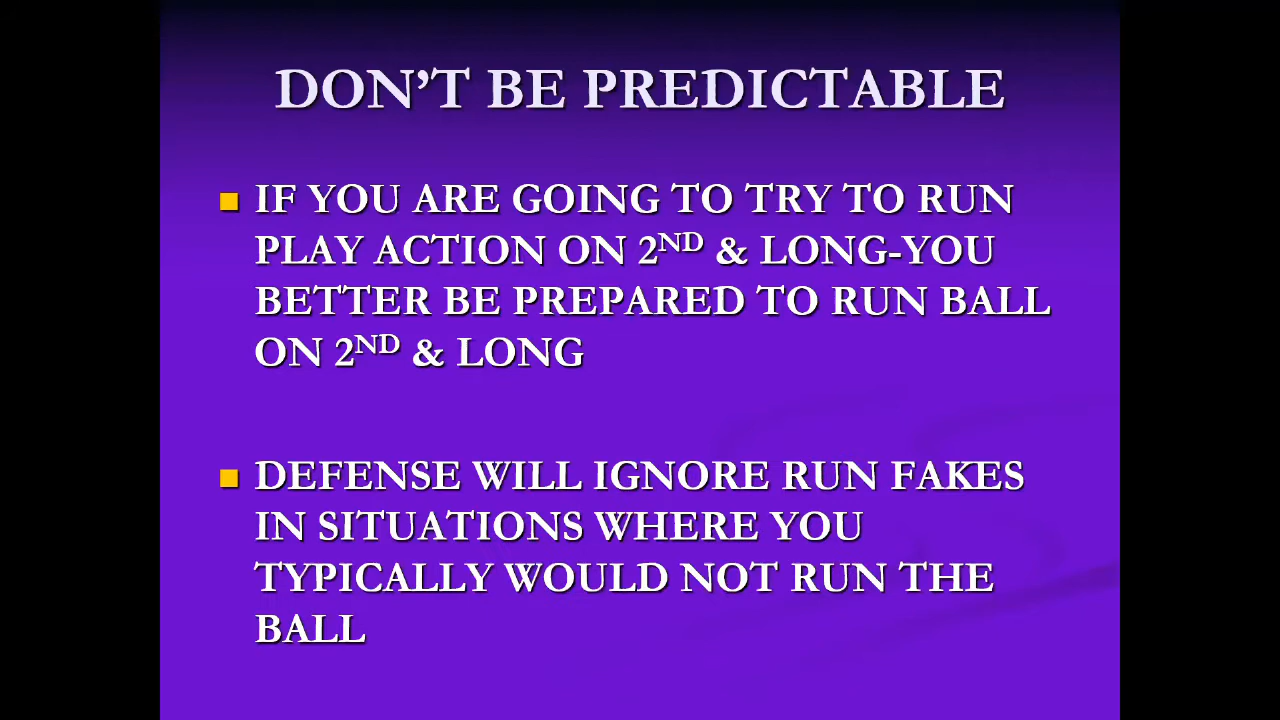 DON'T BE PREDICTABLE
IF YOU ARE GOING TO TRY TO RUN
PLAY ACTION ON 2ND & LONG-YOU
BETTER BE PREPARED TO RUN BALL
ON 2ND & LONG
DEFENSE WILL IGNORE RUN FAKES
IN SITUATIONS WHERE YOU
TYPICALLY WOULD NOT RUN THE
BALL